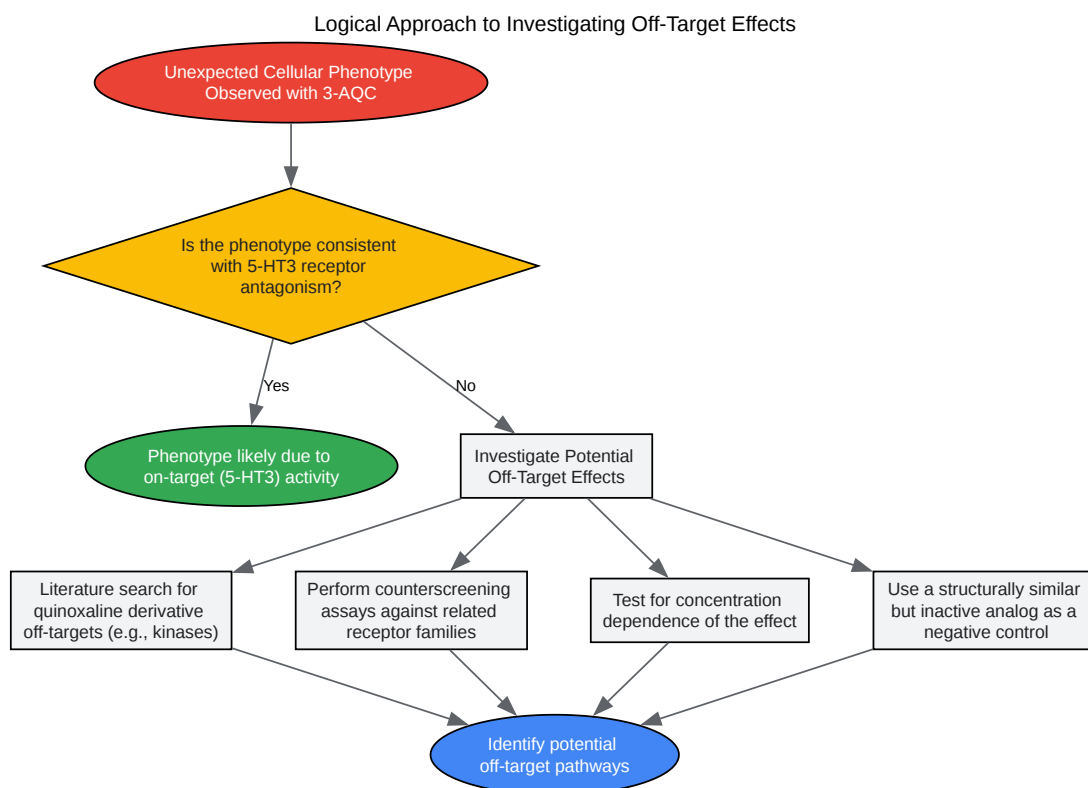 Logical Approach to Investigating Off-Target Effects
Unexpected Cellular Phenotype
Observed with 3-AQC
Is the phenotype consistent
with 5-HT3 receptor
antagonism?
Yes
No
Phenotype likely due to
on-target (5-HT3) activity
Investigate Potential
Off-Target Effects
Literature search for
quinoxaline derivative
off-targets (e.g., kinases)
Perform counterscreening
assays against related
receptor families
Test for concentration
dependence of the effect
Use a structurally similar
but inactive analog as a
negative control
Identify potential
off-target pathways